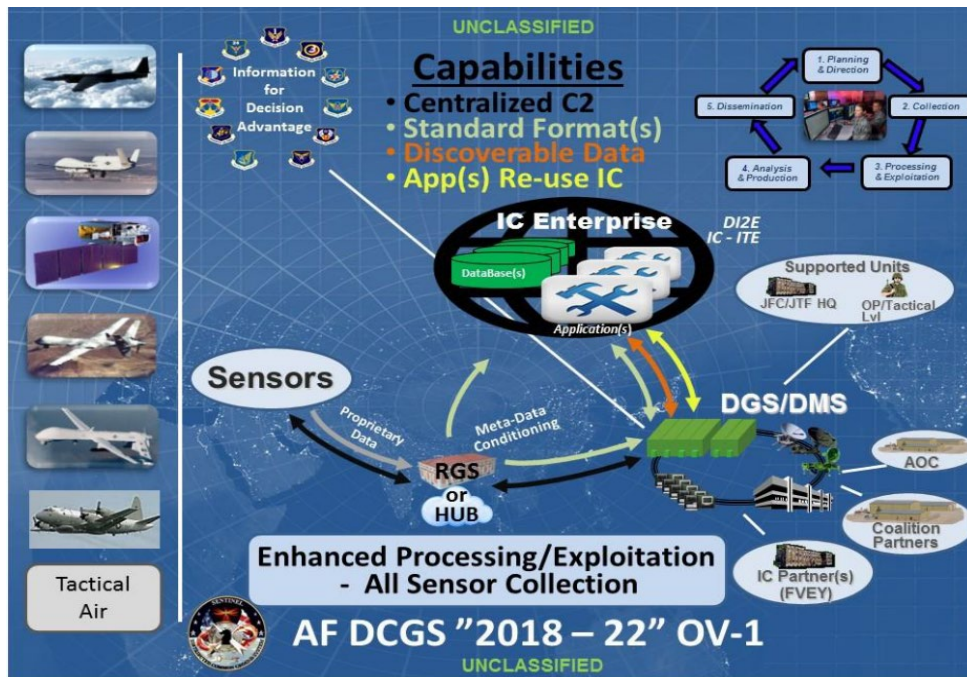 UNCLASSIFIED
Information
for
Decision
Advantage
Capabilities
• Centralized C2
• Standard Format(s)
• Discoverable Data
• App(s) Re-use IC
1. Planning
& Direction
2. Collection
3. Processing
& Exploitation
4. Analysis
& Production
5. Dissemination
IC Enterprise
DI2E
IC - ITE
DataBase(s)
Application(s)
Supported Units
JFC/JTF HQ
OP/Tactical
Lvl
Sensors
Proprietary
Data
Meta-Data
Conditioning
RGS
or
HUB
DGS/DMS
AOC
Coalition
Partners
IC Partner(s)
(FVEY)
Tactical
Air
Enhanced Processing/Exploitation
- All Sensor Collection
SENTINEL
AF DCGS ”2018 – 22” OV-1
UNCLASSIFIED